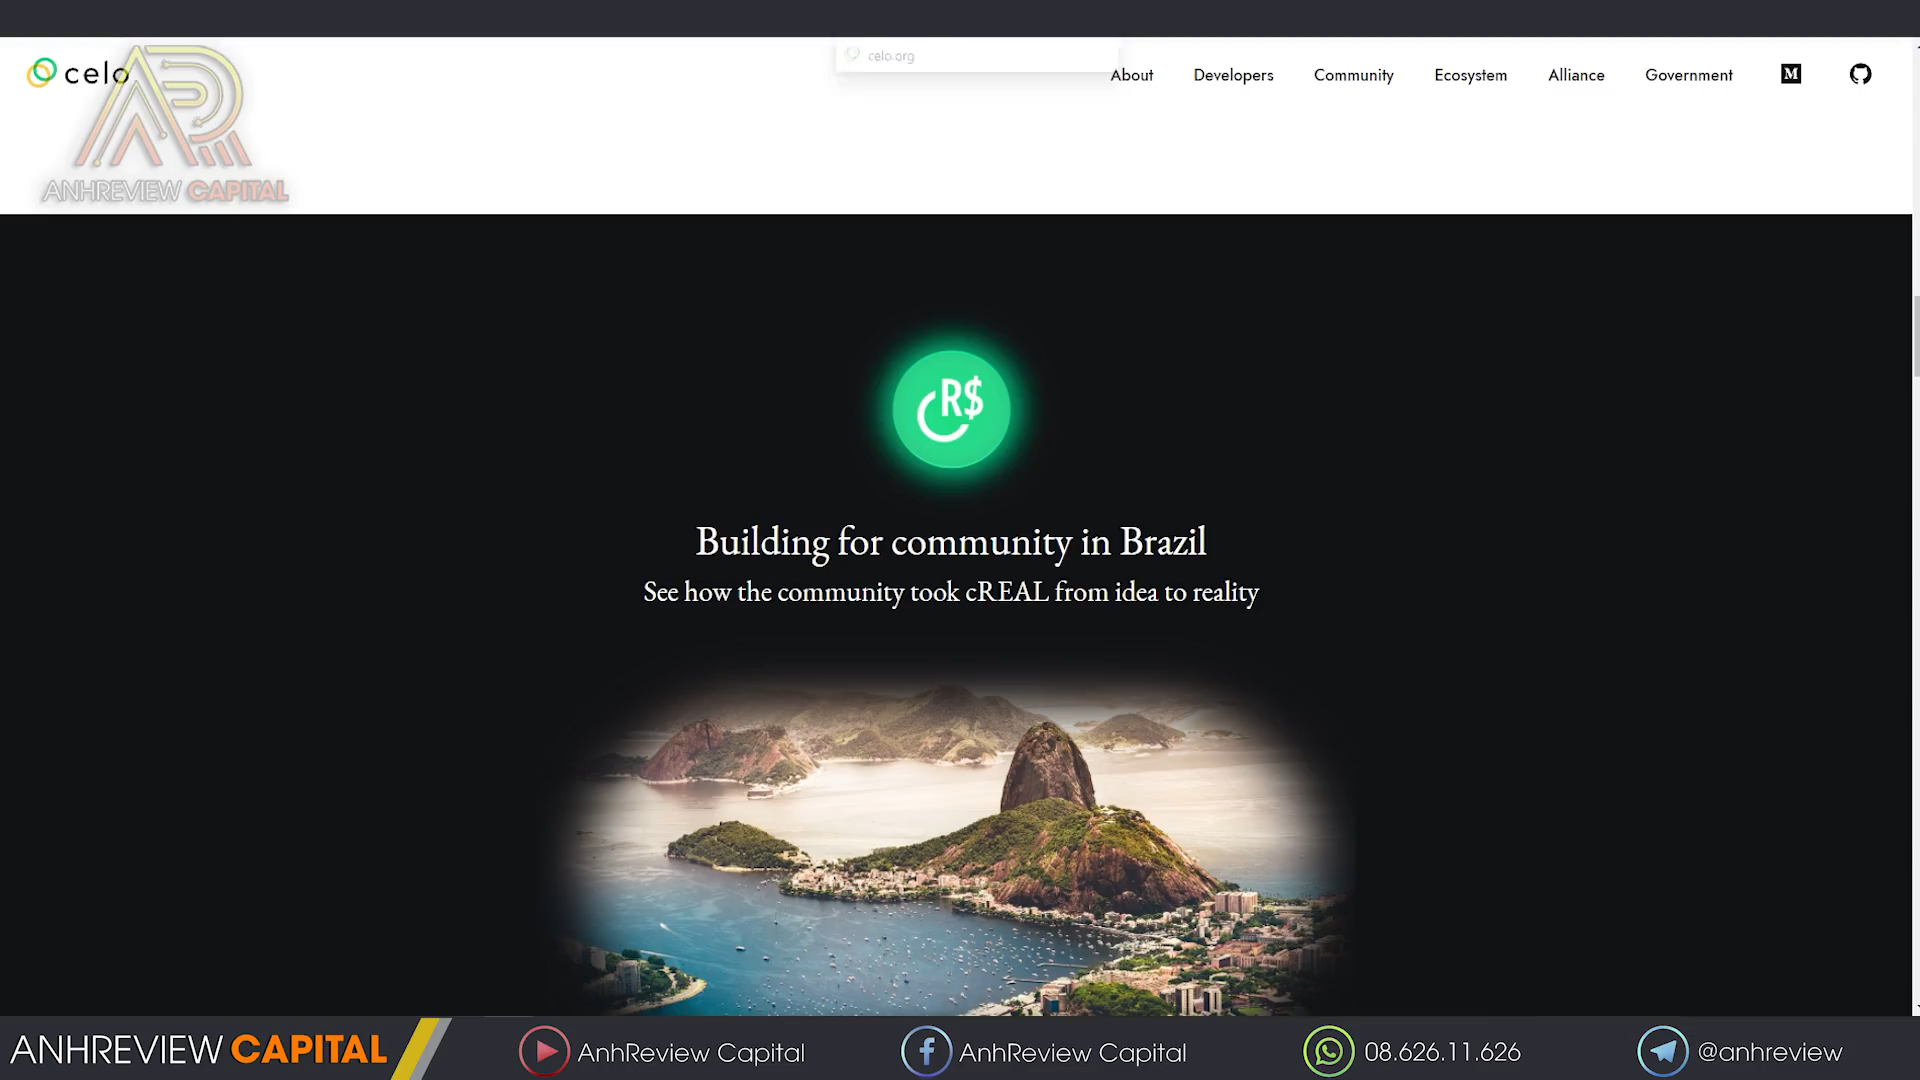 celo
celo.org
About Developers Community Ecosystem Alliance Government M
ANHREVIEW CAPITAL
R$
Building for community in Brazil
See how the community took cREAL from idea to reality
ANHREVIEW CAPITAL AnhReview Capital AnhReview Capital 08.626.11.626 @anhreview